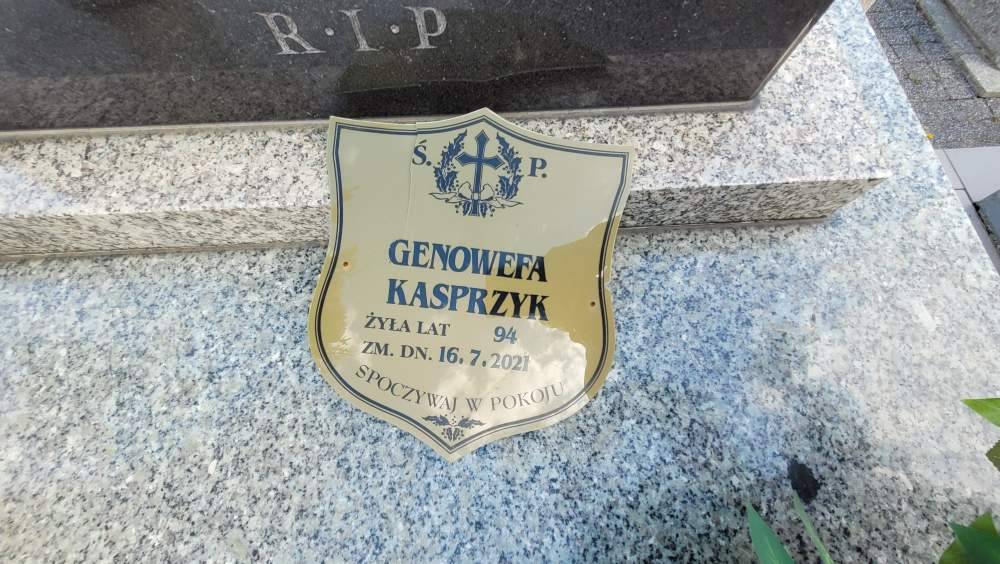 R·I·P
Ś. P.
GENOWEFA
KASPRZYK
ŻYŁA LAT 94
ZM. DN. 16. 7. 2021
SPOCZYWAJ W POKOJU